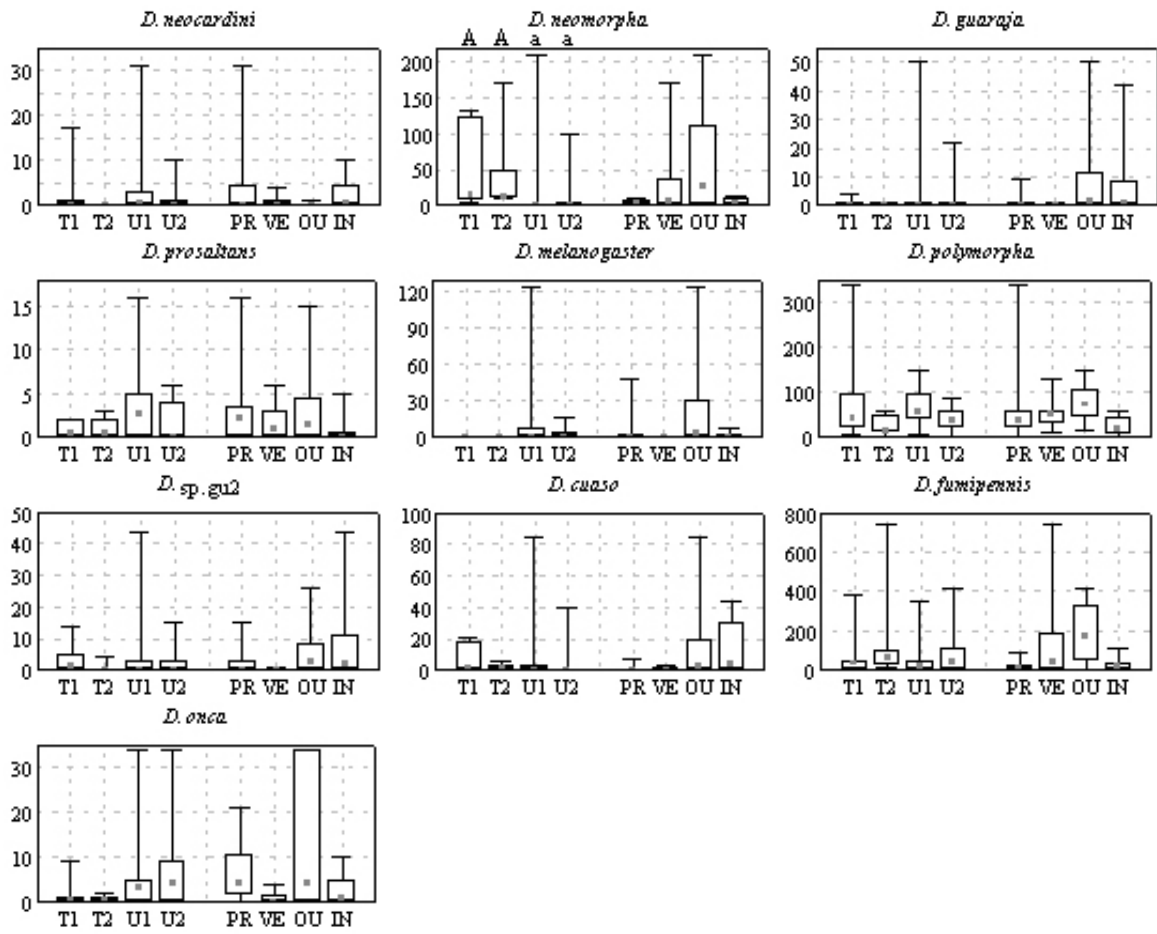 D. neocardini D. neomorpha D. guaraja
A A a a
35 200 50
30 150 40
20 100 30
10 50 20
0 0 10
0
T1 T2 U1 U2 PR VE OU IN T1 T2 U1 U2 PR VE OU IN T1 T2 U1 U2 PR VE OU IN
D. prosaltans D. melanogaster D. polymorpha
15 120 300
10 90 200
5 60 100
0 30 0
0
T1 T2 U1 U2 PR VE OU IN T1 T2 U1 U2 PR VE OU IN T1 T2 U1 U2 PR VE OU IN
D. sp.gu2 D. cuaso D. fumipennis
50 100 800
40 80 600
30 60 400
20 40 200
10 20 0
0 0
T1 T2 U1 U2 PR VE OU IN T1 T2 U1 U2 PR VE OU IN T1 T2 U1 U2 PR VE OU IN
D. onca
30
20
10
0
T1 T2 U1 U2 PR VE OU IN